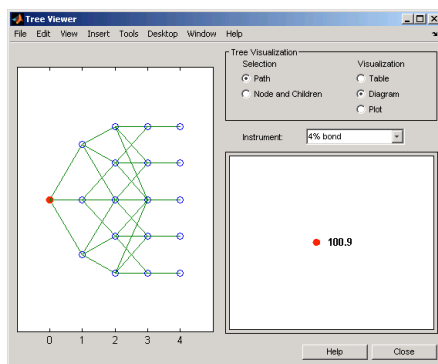 Tree Viewer
File Edit View Insert Tools Desktop Window Help
Tree Visualization
Selection
Visualization
Path
Table
Node and Children
Diagram
Plot
Instrument:
4% bond
100.9
0 1 2 3 4
Help
Close